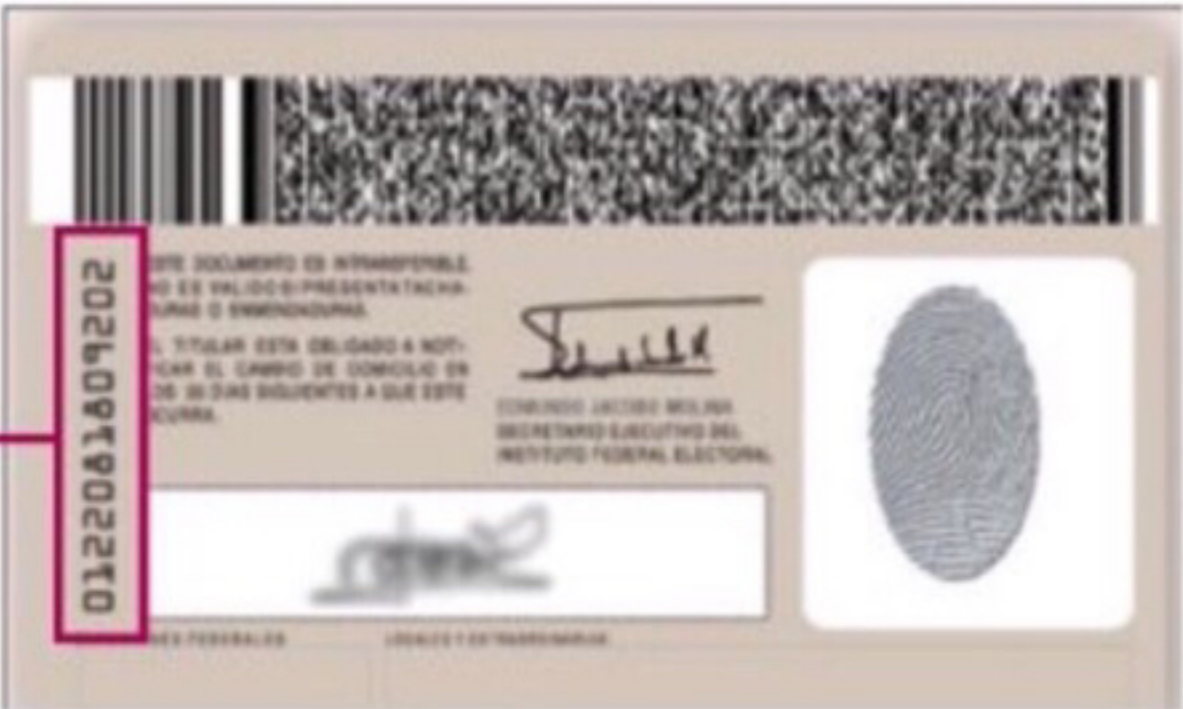 0122081809202
ESTE DOCUMENTO ES INTRANSFERIBLE.
NO ES VALIDO SI PRESENTA TACHA-
DURAS O ENMENDADURAS.
EL TITULAR ESTA OBLIGADO A NOTI-
FICAR EL CAMBIO DE DOMICILIO EN
LOS 30 DIAS SIGUIENTES A QUE ESTE
OCURRA.
EDMUNDO JACOBO MOLINA
SECRETARIO EJECUTIVO DEL
INSTITUTO FEDERAL ELECTORAL
FEDERALES
LOCALES Y EXTRAORDINARIAS